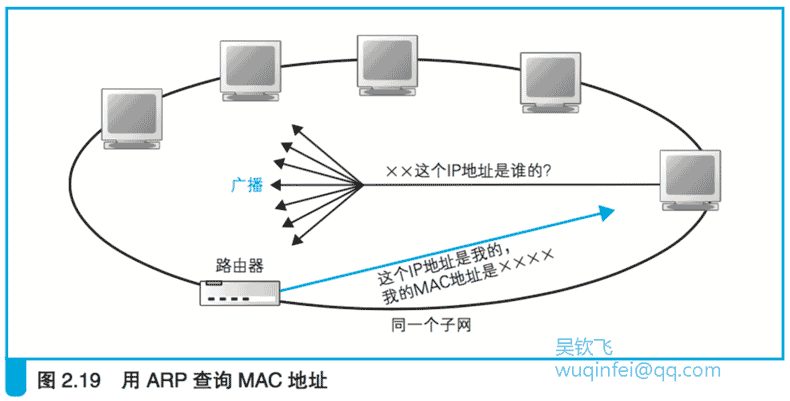 ××这个IP地址是谁的?
广播
路由器
这个IP地址是我的,
我的MAC地址是××××
同一个子网
吴钦飞
wuqinfei@qq.com
图 2.19 用 ARP 查询 MAC 地址